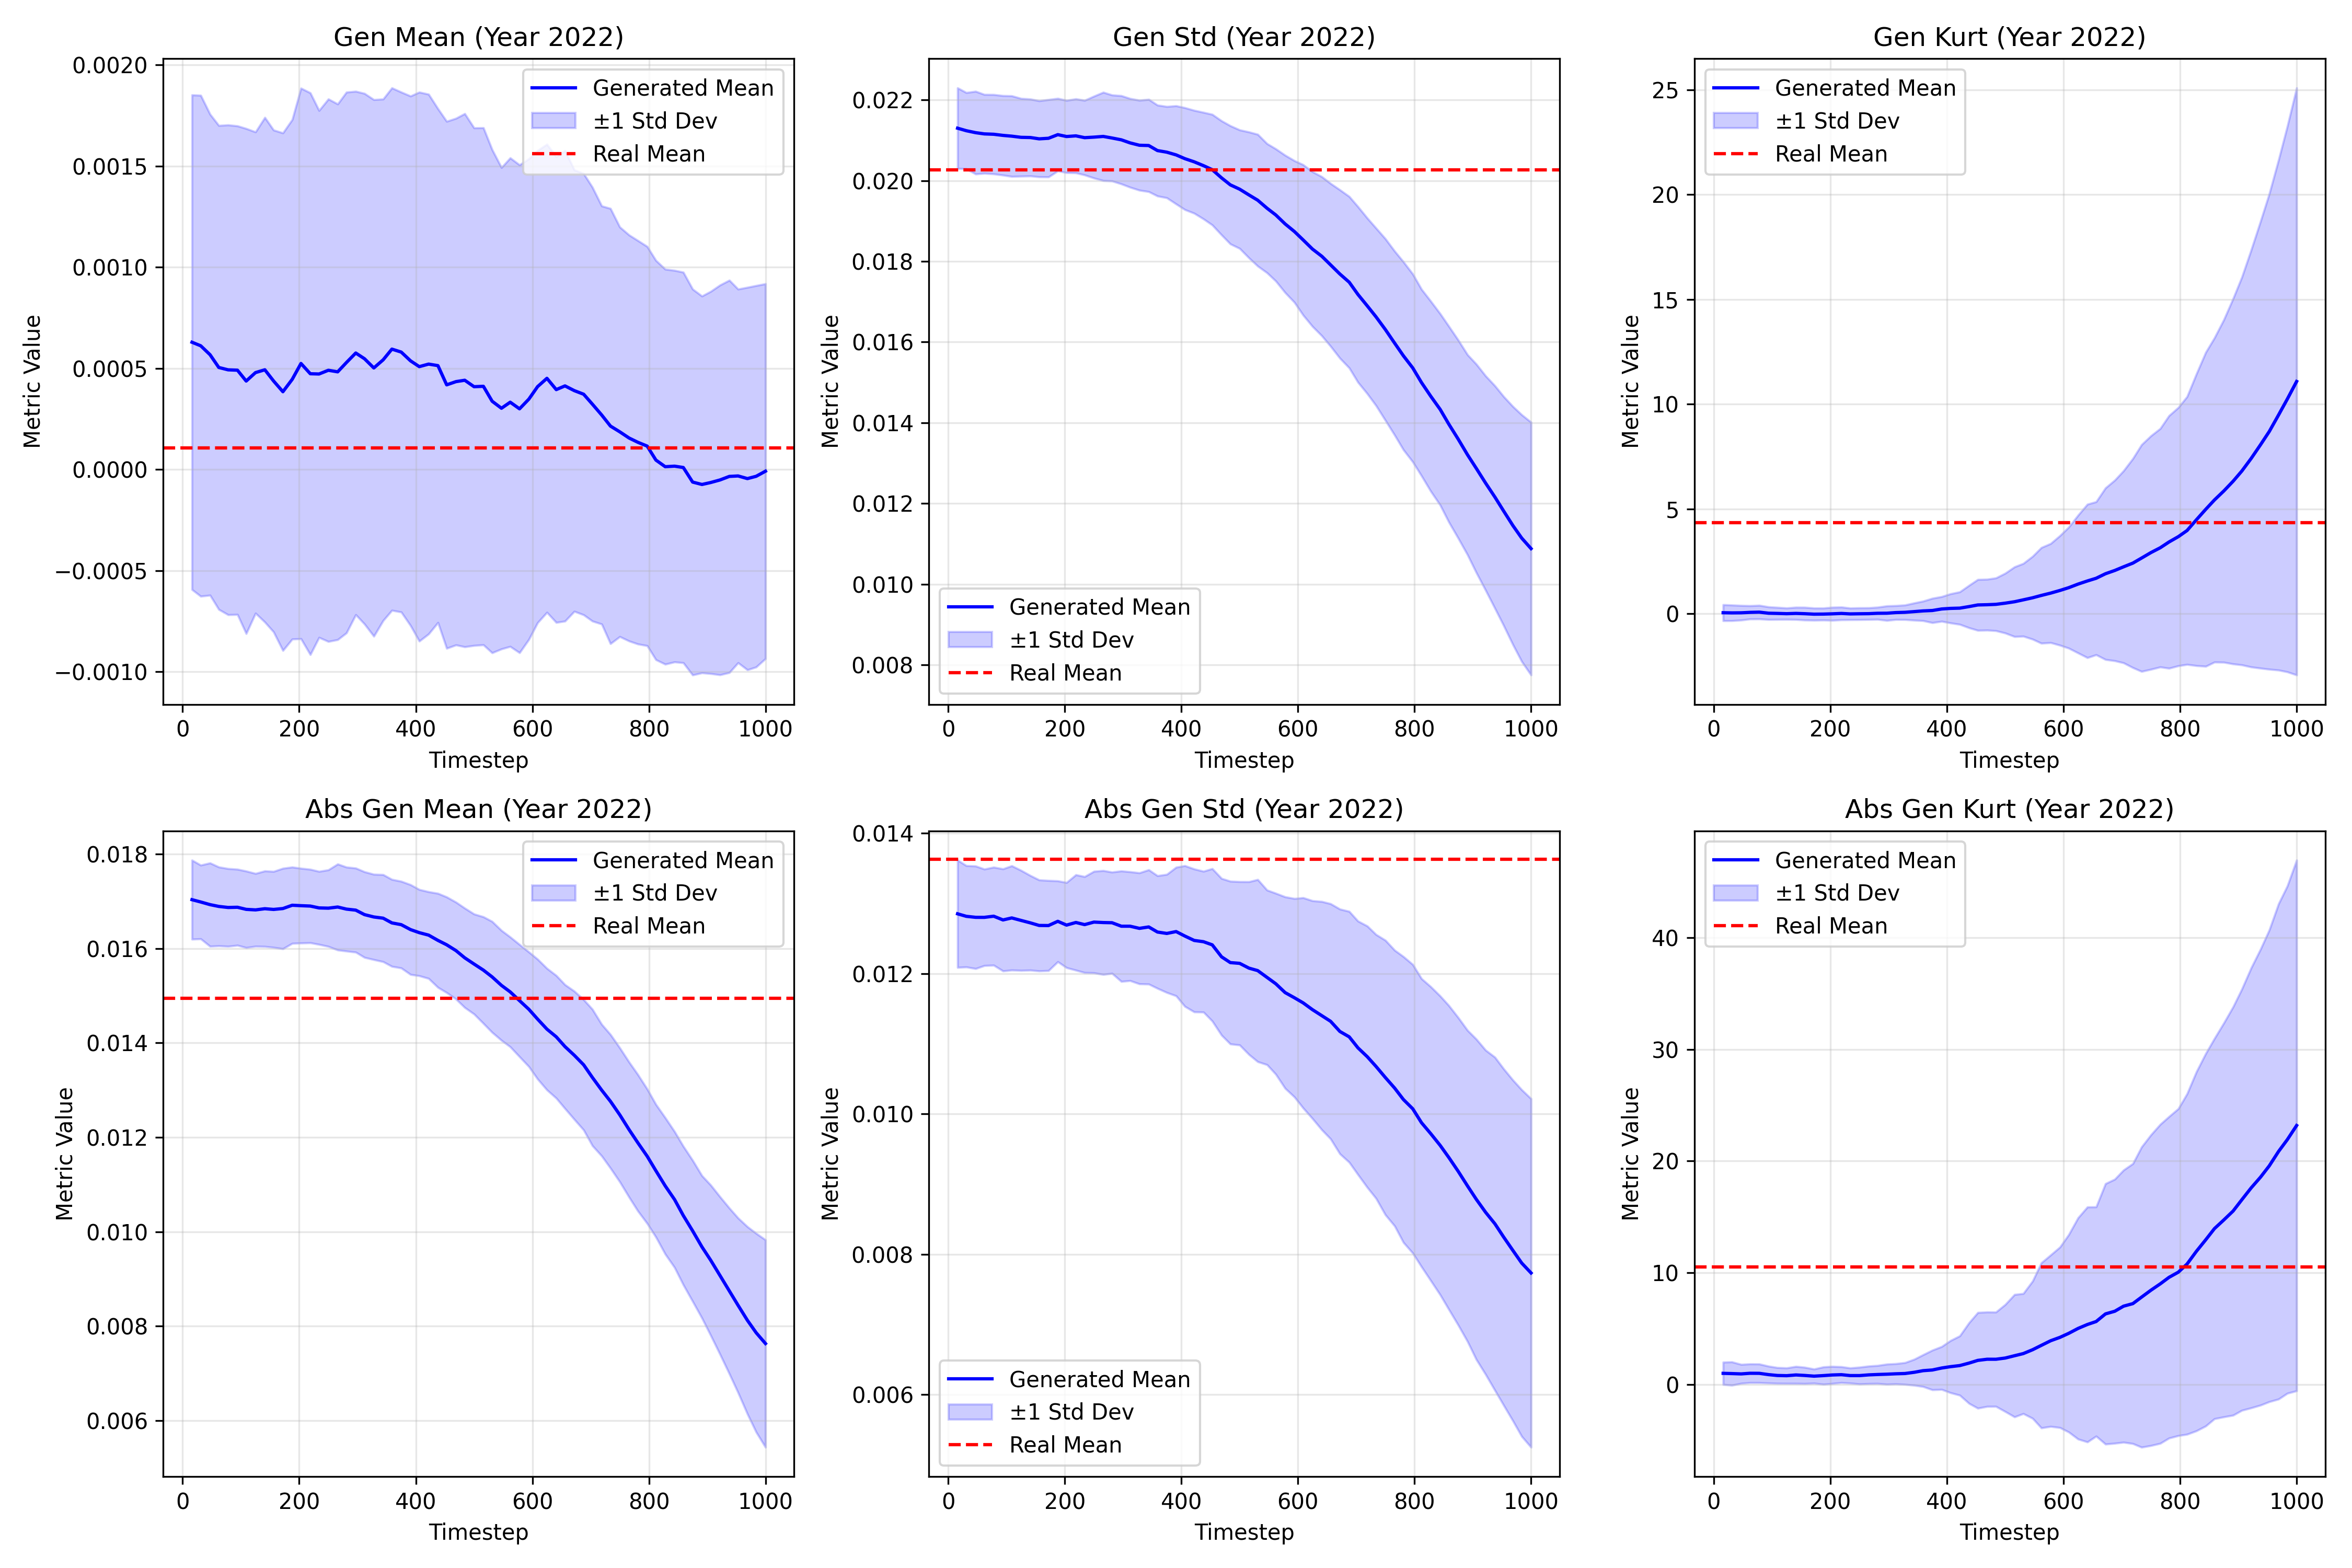 Gen Mean (Year 2022)
0.0020
0.0015
0.0010
0.0005
0.0000
−0.0005
−0.0010
Metric Value
0 200 400 600 800 1000
Timestep
Generated Mean
±1 Std Dev
Real Mean
Gen Std (Year 2022)
0.022
0.020
0.018
0.016
0.014
0.012
0.010
0.008
Metric Value
0 200 400 600 800 1000
Timestep
Generated Mean
±1 Std Dev
Real Mean
Gen Kurt (Year 2022)
25
20
15
10
5
0
Metric Value
0 200 400 600 800 1000
Timestep
Generated Mean
±1 Std Dev
Real Mean
Abs Gen Mean (Year 2022)
0.018
0.016
0.014
0.012
0.010
0.008
0.006
Metric Value
0 200 400 600 800 1000
Timestep
Generated Mean
±1 Std Dev
Real Mean
Abs Gen Std (Year 2022)
0.014
0.012
0.010
0.008
0.006
Metric Value
0 200 400 600 800 1000
Timestep
Generated Mean
±1 Std Dev
Real Mean
Abs Gen Kurt (Year 2022)
40
30
20
10
0
Metric Value
0 200 400 600 800 1000
Timestep
Generated Mean
±1 Std Dev
Real Mean